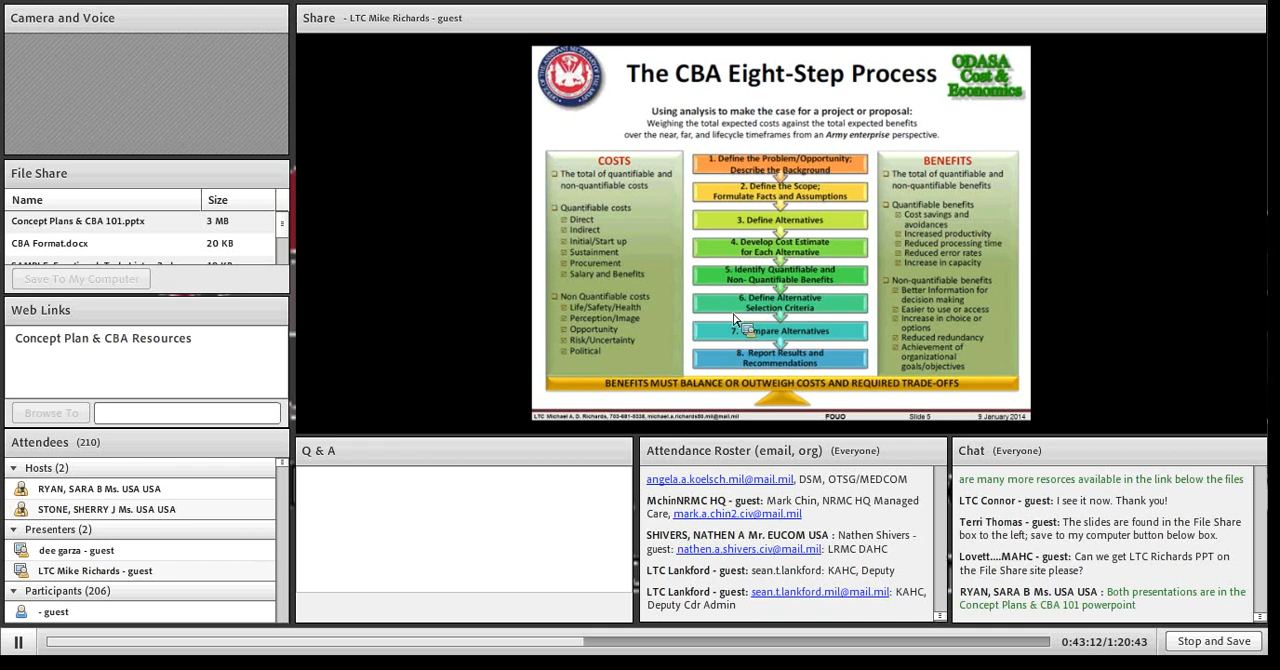 Camera and Voice
File Share
Name
Size
Concept Plans & CBA 101.pptx
3 MB
CBA Format.docx
20 KB
Save To My Computer
Web Links
Concept Plan & CBA Resources
Browse To
Attendees (210)
Hosts (2)
RYAN, SARA B Ms. USA USA
STONE, SHERRY J Ms. USA USA
Presenters (2)
dee garza - guest
LTC Mike Richards - guest
Participants (206)
- guest
Share - LTC Mike Richards - guest
The CBA Eight-Step Process
ODASA
Cost &
Economics
Using analysis to make the case for a project or proposal:
Weighing the total expected costs against the total expected benefits
over the near, far, and lifecycle timeframes from an Army enterprise perspective.
COSTS
The total of quantifiable and
non-quantifiable costs
Quantifiable costs
Direct
Indirect
Initial/Start up
Sustainment
Procurement
Salary and Benefits
Non Quantifiable costs
Life/Safety/Health
Perception/Image
Opportunity
Risk/Uncertainty
Political
1. Define the Problem/Opportunity;
Describe the Background
2. Define the Scope;
Formulate Facts and Assumptions
3. Define Alternatives
4. Develop Cost Estimate
for Each Alternative
5. Identify Quantifiable and
Non- Quantifiable Benefits
6. Define Alternative
Selection Criteria
7. mpare Alternatives
8. Report Results and
Recommendations
BENEFITS
The total of quantifiable and
non-quantifiable benefits
Quantifiable benefits
Cost savings and
avoidances
Increased productivity
Reduced processing time
Reduced error rates
Increase in capacity
Non-quantifiable benefits
Better Information for
decision making
Easier to use or access
Increase in choice or
options
Reduced redundancy
Achievement of
organizational
goals/objectives
BENEFITS MUST BALANCE OR OUTWEIGH COSTS AND REQUIRED TRADE-OFFS
LTC Michael A. D. Richards,
FOUO
Slide 5
9 January 2014
Q & A
Attendance Roster (email, org) (Everyone)
angela.a.koelsch.mil@mail.mil, DSM, OTSG/MEDCOM
MchinNRMC HQ - guest: Mark Chin, NRMC HQ Managed
Care, mark.a.chin2.civ@mail.mil
SHIVERS, NATHEN A Mr. EUCOM USA : Nathen Shivers -
guest: nathen.a.shivers.civ@mail.mil: LRMC DAHC
LTC Lankford - guest: sean.t.lankford: KAHC, Deputy
LTC Lankford - guest: sean.t.lankford.mil@mail.mil: KAHC,
Deputy Cdr Admin
Chat (Everyone)
are many more resorces available in the link below the files
LTC Connor - guest: I see it now. Thank you!
Terri Thomas - guest: The slides are found in the File Share
box to the left; save to my computer button below box.
Lovett....MAHC - guest: Can we get LTC Richards PPT on
the File Share site please?
RYAN, SARA B Ms. USA USA : Both presentations are in the
Concept Plans & CBA 101 powerpoint
0:43:12/1:20:43
Stop and Save